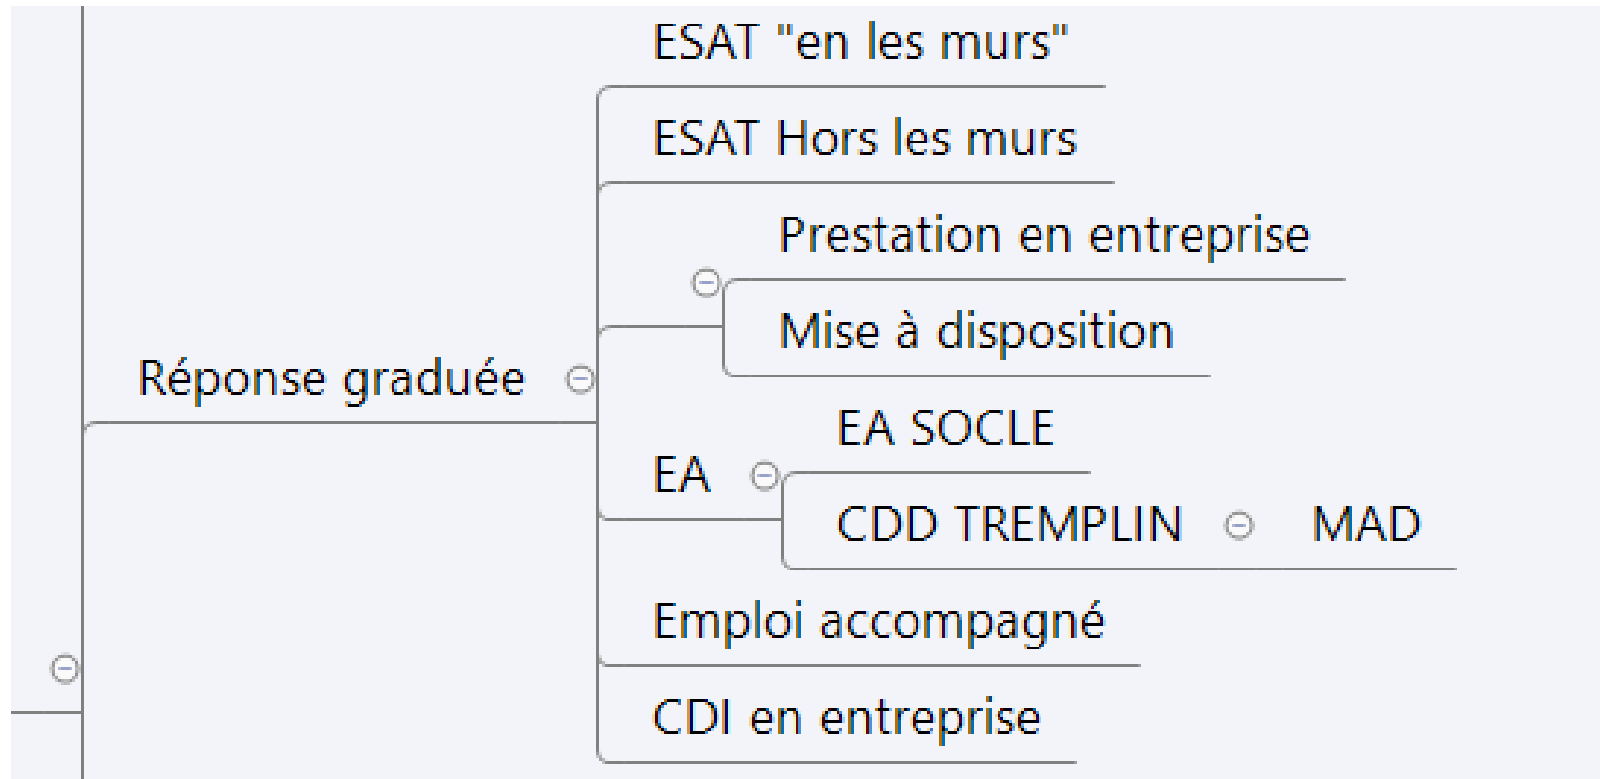 ESAT "en les murs"
ESAT Hors les murs
Prestation en entreprise
Mise à disposition
Réponse graduée
EA SOCLE
EA
CDD TREMPLIN MAD
Emploi accompagné
CDI en entreprise